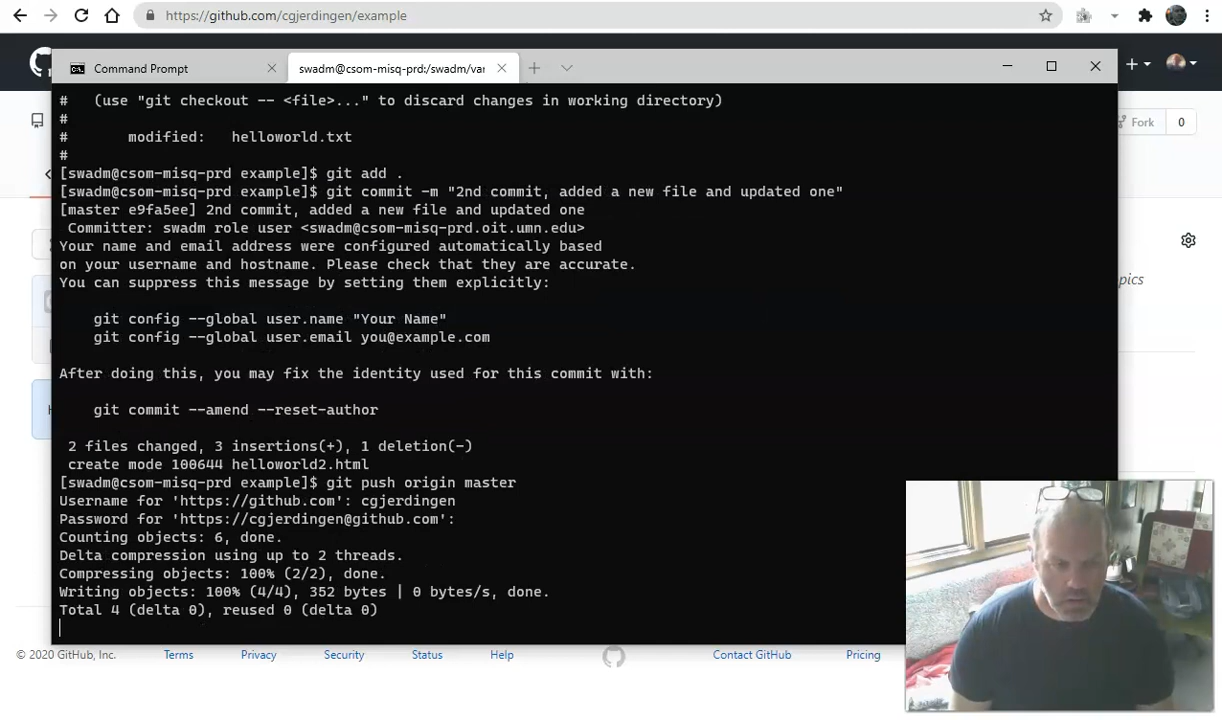 https://github.com/cgjerdingen/example
Command Prompt
swadm@csom-misq-prd:/swadm/var
Fork 0
# (use "git checkout -- <file>..." to discard changes in working directory)
#
# modified: helloworld.txt
#
[swadm@csom-misq-prd example]$ git add .
[swadm@csom-misq-prd example]$ git commit -m "2nd commit, added a new file and updated one"
[master e9fa5ee] 2nd commit, added a new file and updated one
Committer: swadm role user <swadm@csom-misq-prd.oit.umn.edu>
Your name and email address were configured automatically based
on your username and hostname. Please check that they are accurate.
You can suppress this message by setting them explicitly:
git config --global user.name "Your Name"
git config --global user.email you@example.com
pics
After doing this, you may fix the identity used for this commit with:
git commit --amend --reset-author
2 files changed, 3 insertions(+), 1 deletion(-)
create mode 100644 helloworld2.html
[swadm@csom-misq-prd example]$ git push origin master
Username for 'https://github.com': cgjerdingen
Password for 'https://cgjerdingen@github.com':
Counting objects: 6, done.
Delta compression using up to 2 threads.
Compressing objects: 100% (2/2), done.
Writing objects: 100% (4/4), 352 bytes | 0 bytes/s, done.
Total 4 (delta 0), reused 0 (delta 0)
© 2020 GitHub, Inc. Terms Privacy Security Status Help Contact GitHub Pricing